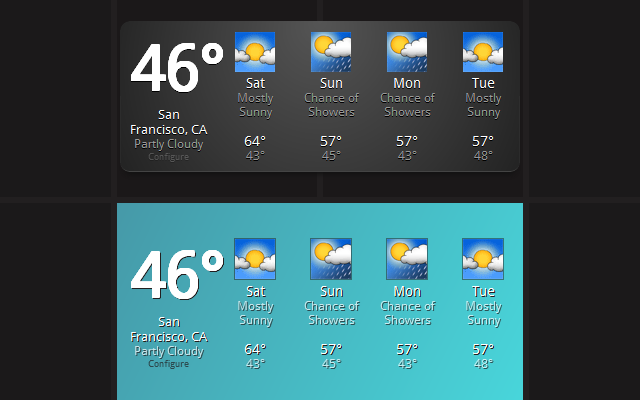 46°
San
Francisco, CA
Partly Cloudy
Configure
Sat
Mostly
Sunny
64°
43°
Sun
Chance of
Showers
57°
45°
Mon
Chance of
Showers
57°
43°
Tue
Mostly
Sunny
57°
48°
46°
San
Francisco, CA
Partly Cloudy
Configure
Sat
Mostly
Sunny
64°
43°
Sun
Chance of
Showers
57°
45°
Mon
Chance of
Showers
57°
43°
Tue
Mostly
Sunny
57°
48°